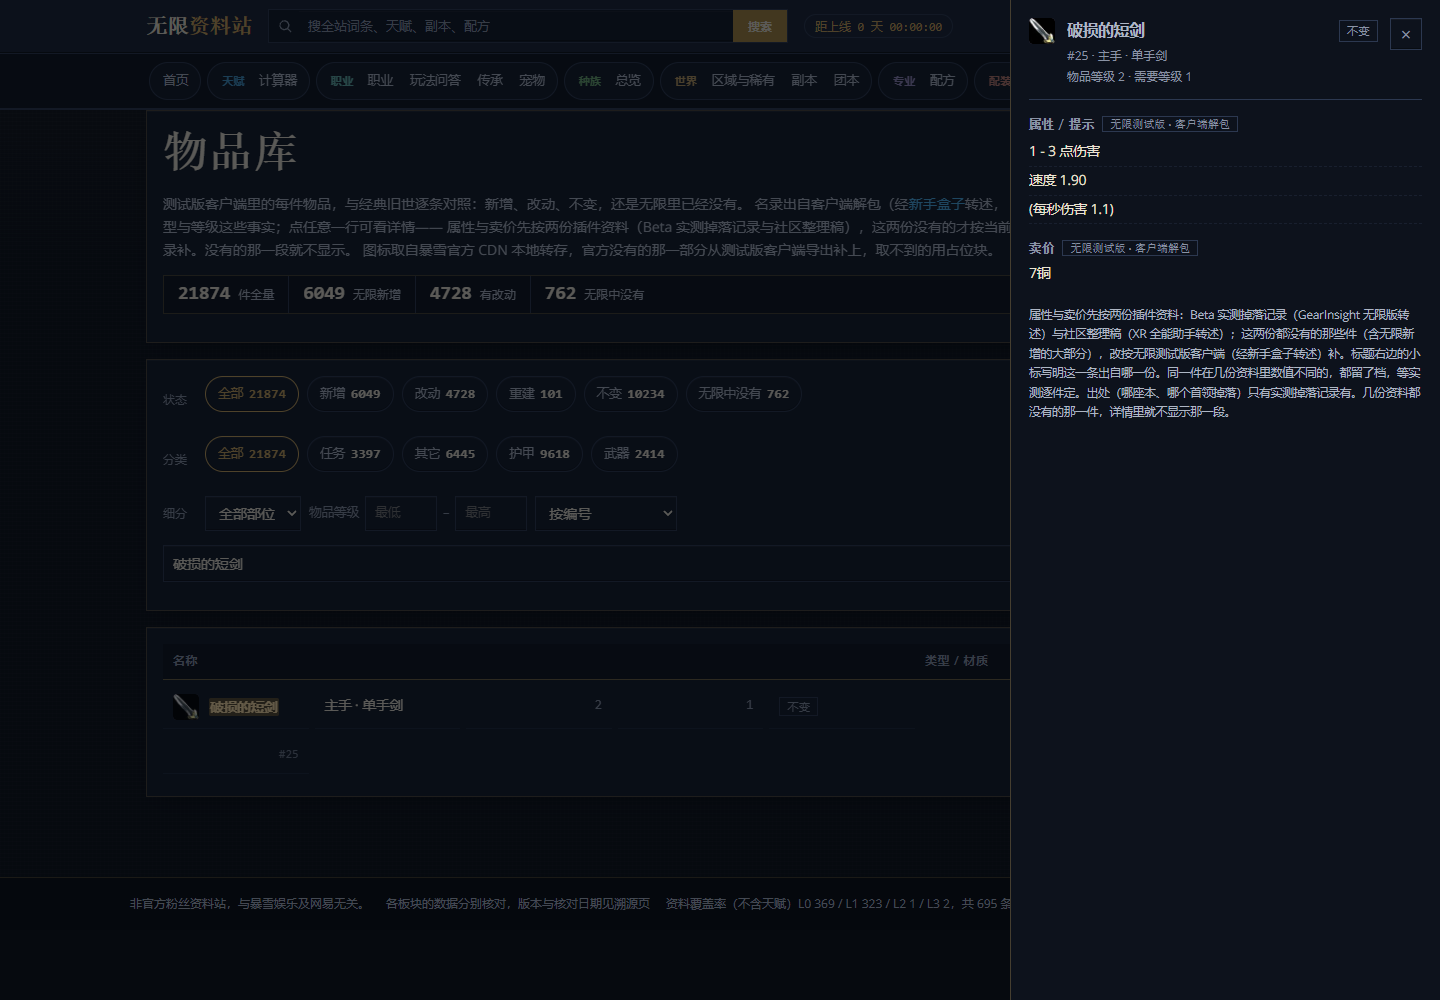 无限资料站
搜全站词条、天赋、副本、配方
搜索
距上线 0 天 00:00:00
首页
天赋 计算器
职业 职业 玩法问答 传承 宠物
种族 总览
世界 区域与稀有 副本 团本
专业 配方
配装
物品库
测试版客户端里的每件物品，与经典旧世逐条对照：新增、改动、不变，还是无限里已经没有。 名录出自客户端解包（经新手盒子转述，
型与等级这些事实；点任意一行可看详情—— 属性与卖价先按两份插件资料（Beta 实测掉落记录与社区整理稿），这两份没有的才按当前
录补。没有的那一段就不显示。 图标取自暴雪官方 CDN 本地转存，官方没有的那一部分从测试版客户端导出补上，取不到的用占位块。
21874 件全量
6049 无限新增
4728 有改动
762 无限中没有
状态 全部 21874 新增 6049 改动 4728 重建 101 不变 10234 无限中没有 762
分类 全部 21874 任务 3397 其它 6445 护甲 9618 武器 2414
细分 全部部位 物品等级 最低 – 最高 按编号
破损的短剑
名称 类型 / 材质
破损的短剑 主手 · 单手剑 2 1 不变
#25
非官方粉丝资料站，与暴雪娱乐及网易无关。 各板块的数据分别核对，版本与核对日期见溯源页 资料覆盖率（不含天赋）L0 369 / L1 323 / L2 1 / L3 2，共 695 条
破损的短剑
不变
×
#25 · 主手 · 单手剑
物品等级 2 · 需要等级 1
属性 / 提示 无限测试版 · 客户端解包
1 - 3 点伤害
速度 1.90
(每秒伤害 1.1)
卖价 无限测试版 · 客户端解包
7铜
属性与卖价先按两份插件资料：Beta 实测掉落记录（GearInsight 无限版转
述）与社区整理稿（XR 全能助手转述）；这两份都没有的那些件（含无限新
增的大部分），改按无限测试版客户端（经新手盒子转述）补。标题右边的小
标写明这一条出自哪一份。同一件在几份资料里数值不同的，都留了档，等实
测逐件定。出处（哪座本、哪个首领掉落）只有实测掉落记录有。几份资料都
没有的那一件，详情里就不显示那一段。